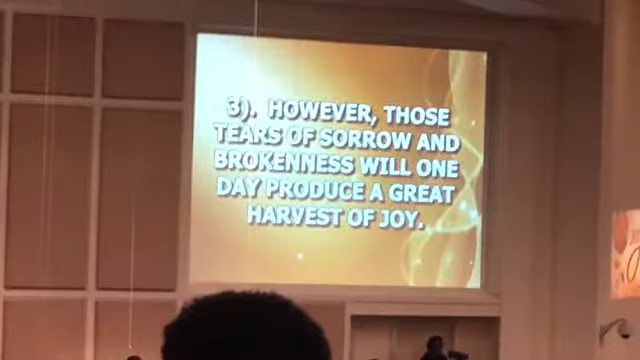 3). HOWEVER, THOSE
TEARS OF SORROW AND
BROKENNESS WILL ONE
DAY PRODUCE A GREAT
HARVEST OF JOY.